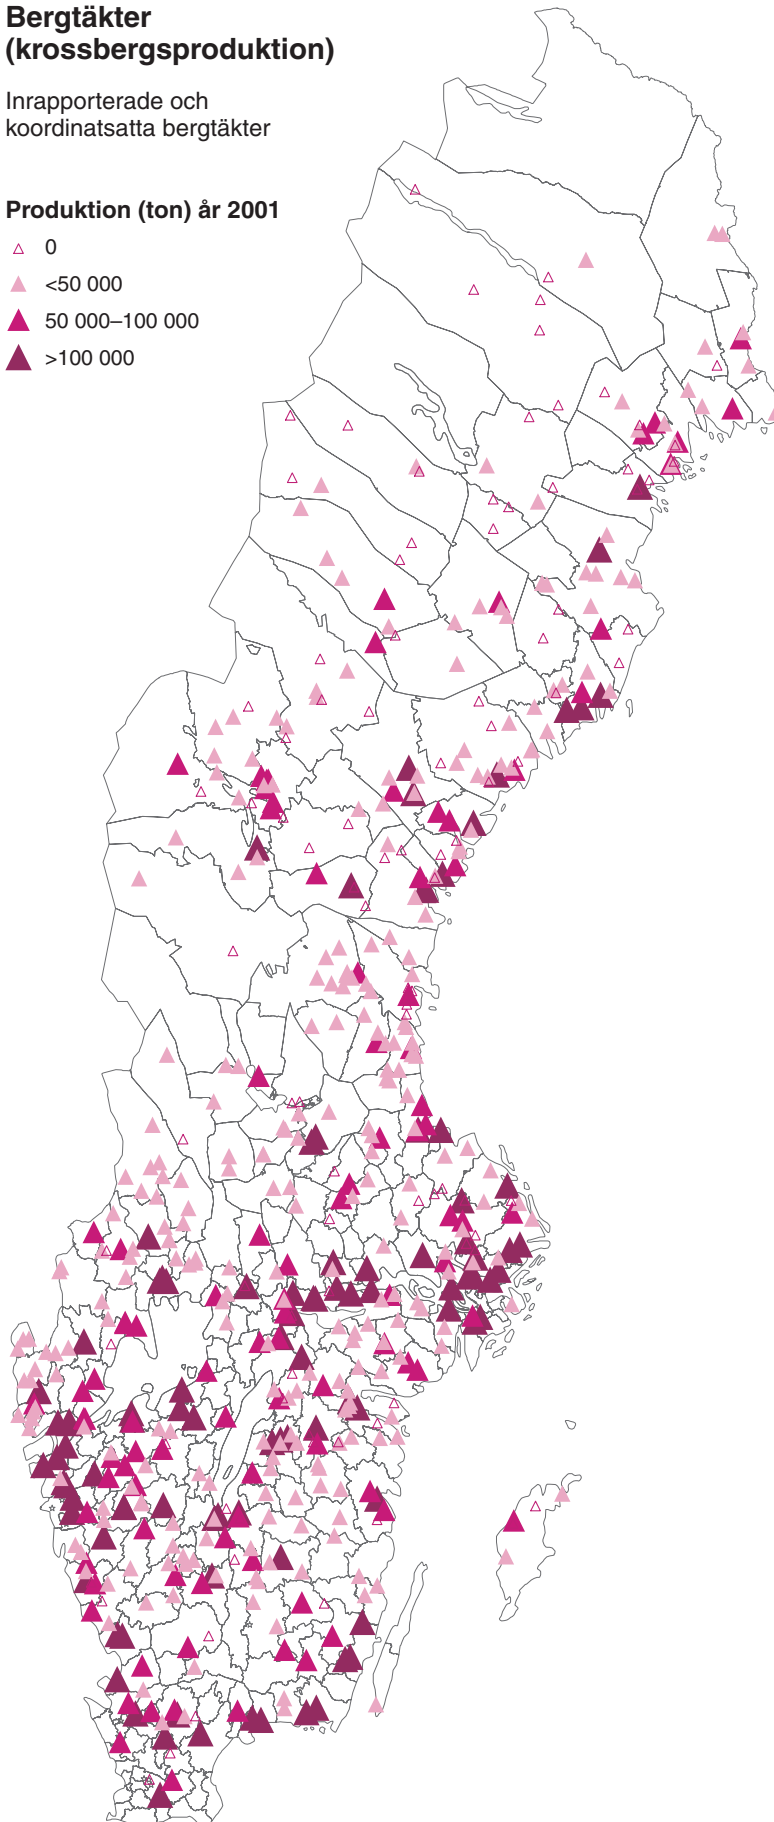 Bergtäkter
(krossbergsproduktion)
Inrapporterade och
koordinatsatta bergtäkter
Produktion (ton) år 2001
0
<50 000
50 000–100 000
>100 000